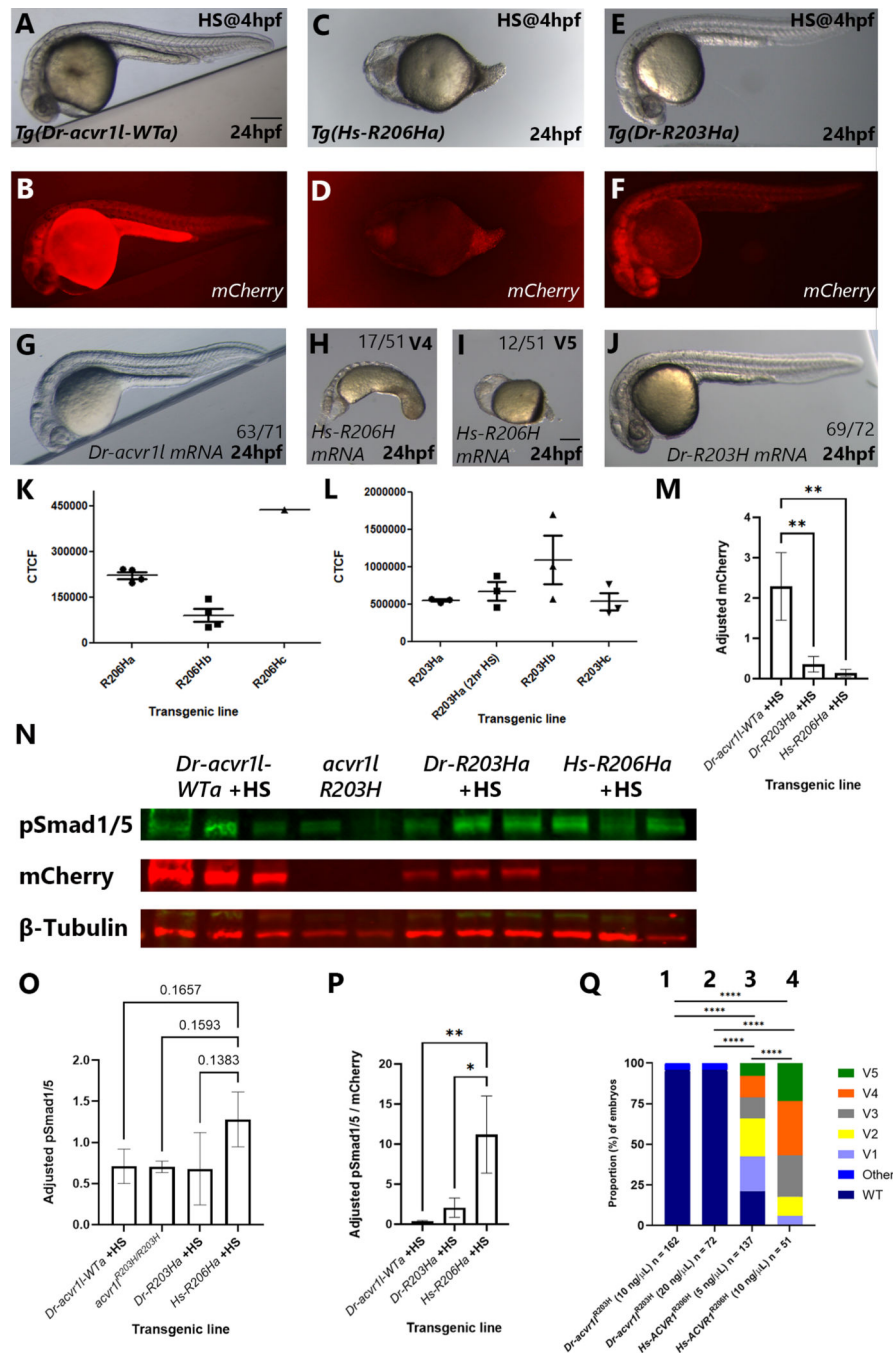 A HS@4hpf
Tg(Dr-acvr1l-WTa) 24hpf
C HS@4hpf
Tg(Hs-R206Ha) 24hpf
E HS@4hpf
Tg(Dr-R203Ha) 24hpf
B
mCherry
D
mCherry
F
mCherry
G
63/71
Dr-acvr1l mRNA 24hpf
H 17/51 V4
Hs-R206H
mRNA 24hpf
I 12/51 V5
Hs-R206H
mRNA 24hpf
J
69/72
Dr-R203H mRNA 24hpf
K
CTCF
450000
300000
150000
0
R206Ha
R206Hb
R206Hc
Transgenic line
L
CTCF
2000000
1500000
1000000
500000
0
R203Ha
R203Ha (2hr HS)
R203Hb
R203Hc
Transgenic line
M
Adjusted mCherry
4
3
2
1
0
**
**
Dr-acvr1l-WTa +HS
Dr-R203Ha +HS
Hs-R206Ha +HS
Transgenic line
N
Dr-acvr1l-
WTa +HS
acvr1l
R203H
Dr-R203Ha
+HS
Hs-R206Ha
+HS
pSmad1/5
mCherry
β-Tubulin
O
Adjusted pSmad1/5
2.0
1.5
1.0
0.5
0.0
0.1657
0.1593
0.1383
Dr-acvr1l-WTa +HS
acvr1l R203H/R203H
Dr-R203Ha +HS
Hs-R206Ha +HS
Transgenic line
P
Adjusted pSmad1/5 / mCherry
20
15
10
5
0
**
*
Dr-acvr1l-WTa +HS
Dr-R203Ha +HS
Hs-R206Ha +HS
Transgenic line
Q 1 2 3 4
****
****
****
****
****
Proportion (%) of embryos
100
75
50
25
0
V5
V4
V3
V2
V1
Other
WT
Dr-acvr1l R203H (10 ng/μL) n = 162
Dr-acvr1l R203H (20 ng/μL) n = 72
Hs-ACVR1 R206H (5 ng/μL) n = 137
Hs-ACVR1 R206H (10 ng/μL) n = 51